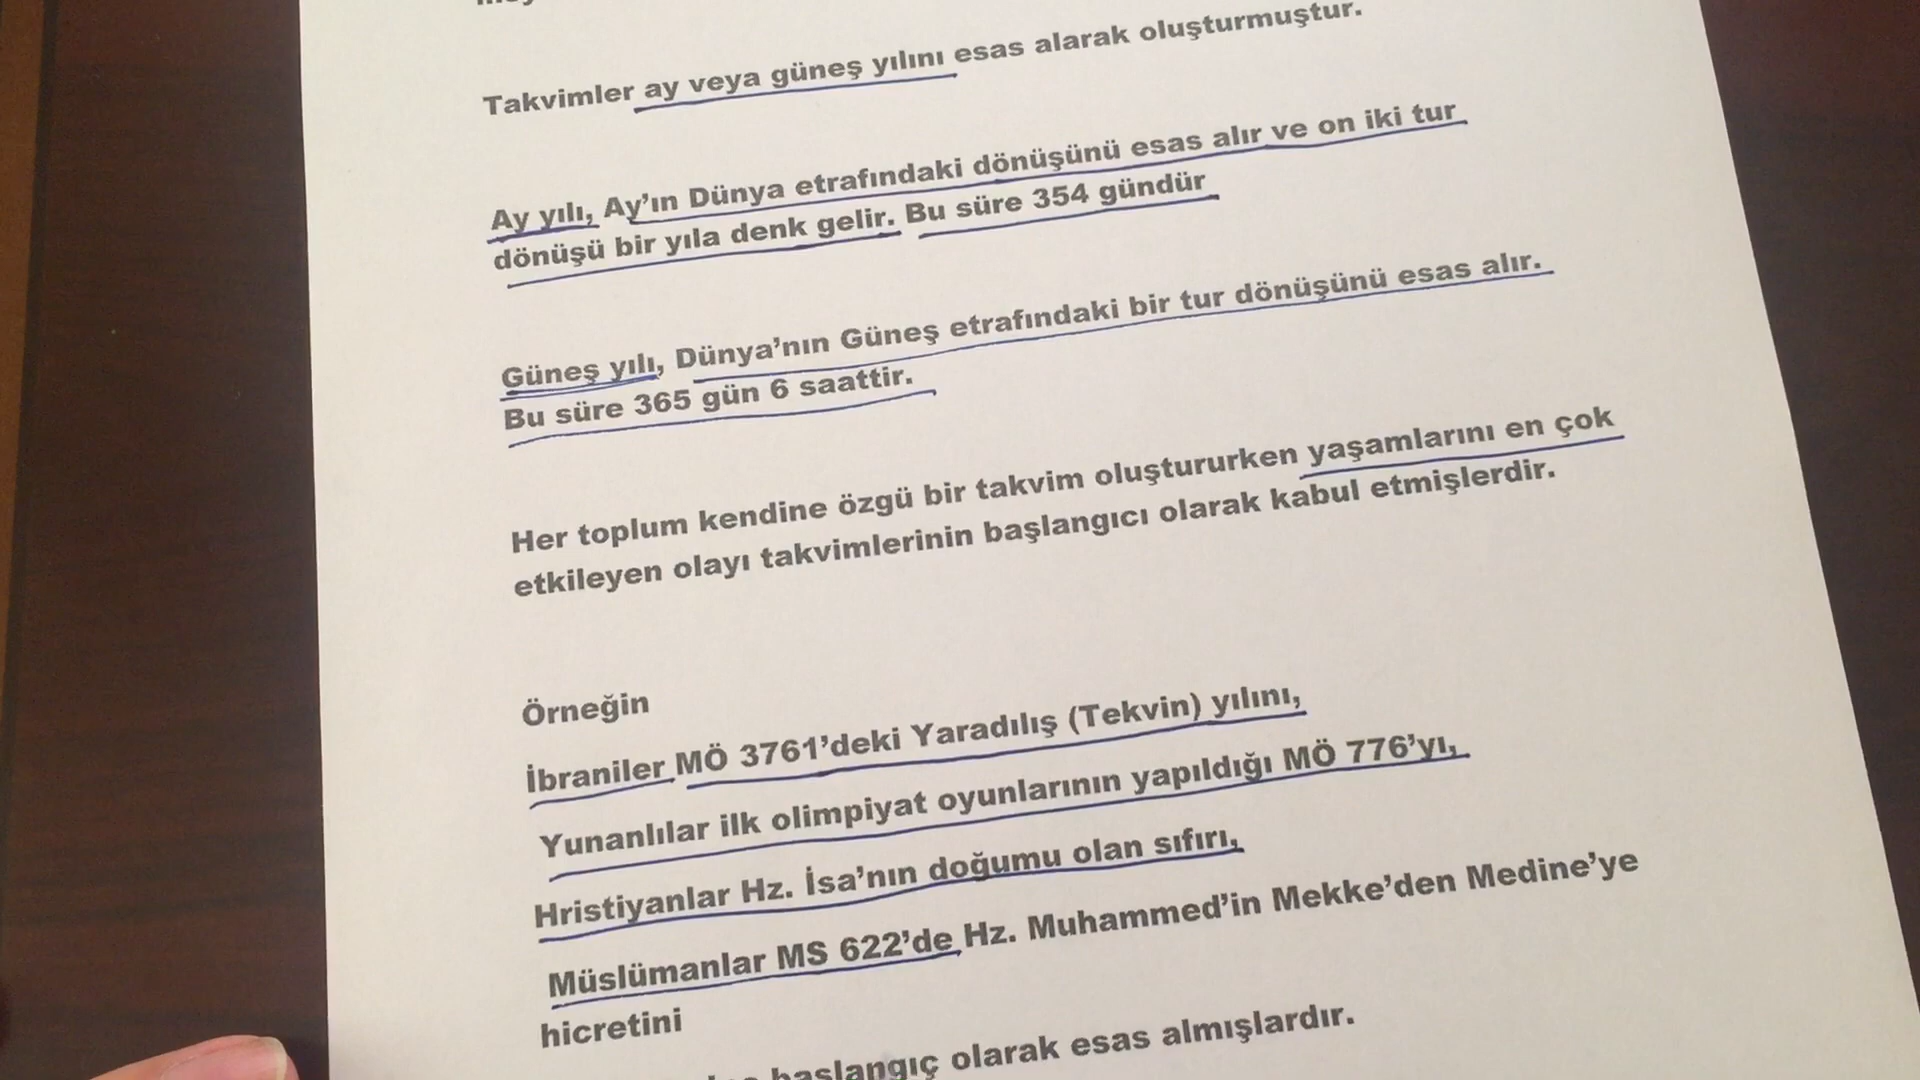 Takvimler ay veya güneş yılını esas alarak oluşturmuştur.
Ay yılı, Ay’ın Dünya etrafındaki dönüşünü esas alır ve on iki tur
dönüşü bir yıla denk gelir. Bu süre 354 gündür
Güneş yılı, Dünya’nın Güneş etrafındaki bir tur dönüşünü esas alır.
Bu süre 365 gün 6 saattir.
Her toplum kendine özgü bir takvim oluştururken yaşamlarını en çok
etkileyen olayı takvimlerinin başlangıcı olarak kabul etmişlerdir.
Örneğin
İbraniler MÖ 3761’deki Yaradılış (Tekvin) yılını,
Yunanlılar ilk olimpiyat oyunlarının yapıldığı MÖ 776’yı,
Hristiyanlar Hz. İsa’nın doğumu olan sıfırı,
Müslümanlar MS 622’de Hz. Muhammed’in Mekke’den Medine’ye
hicretini
başlangıç olarak esas almışlardır.